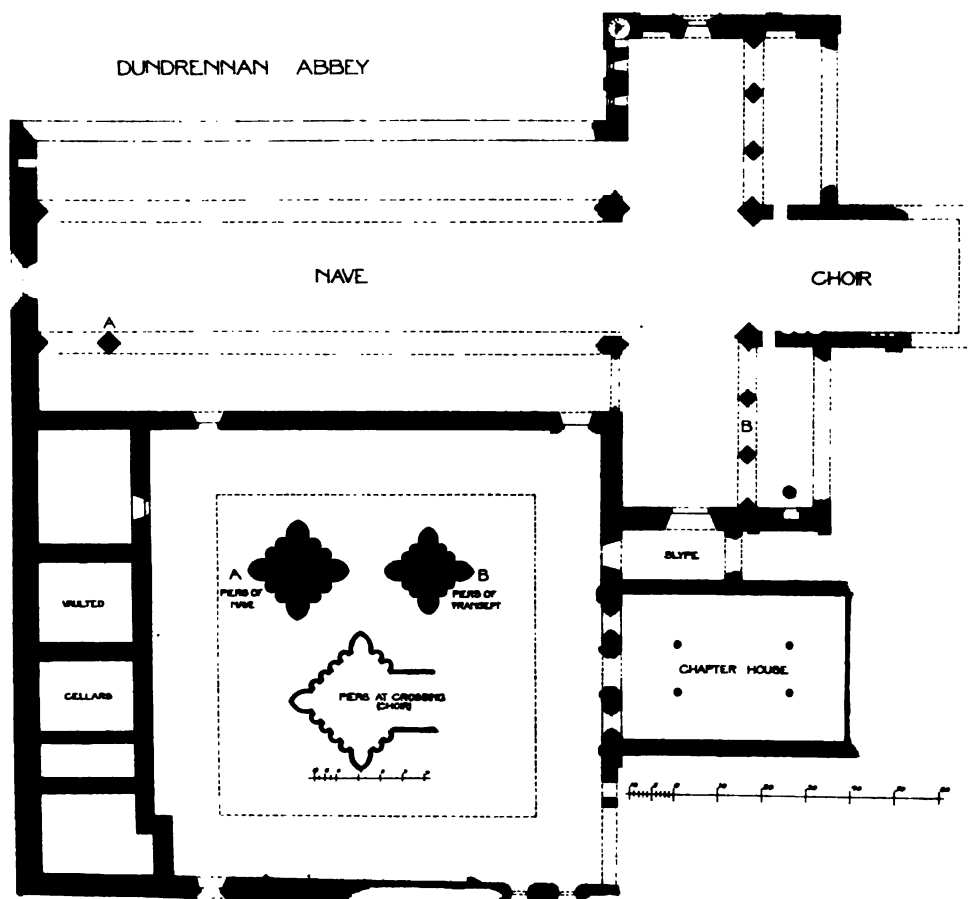 DUNDRENNAN ABBEY
NAVE
CHOIR
A
B
SLYPE
A
PIERS OF
NAVE
B
PIERS OF
TRANSEPT
VAULTED
CELLARS
PIERS AT CROSSING
(CHOIR)
CHAPTER HOUSE